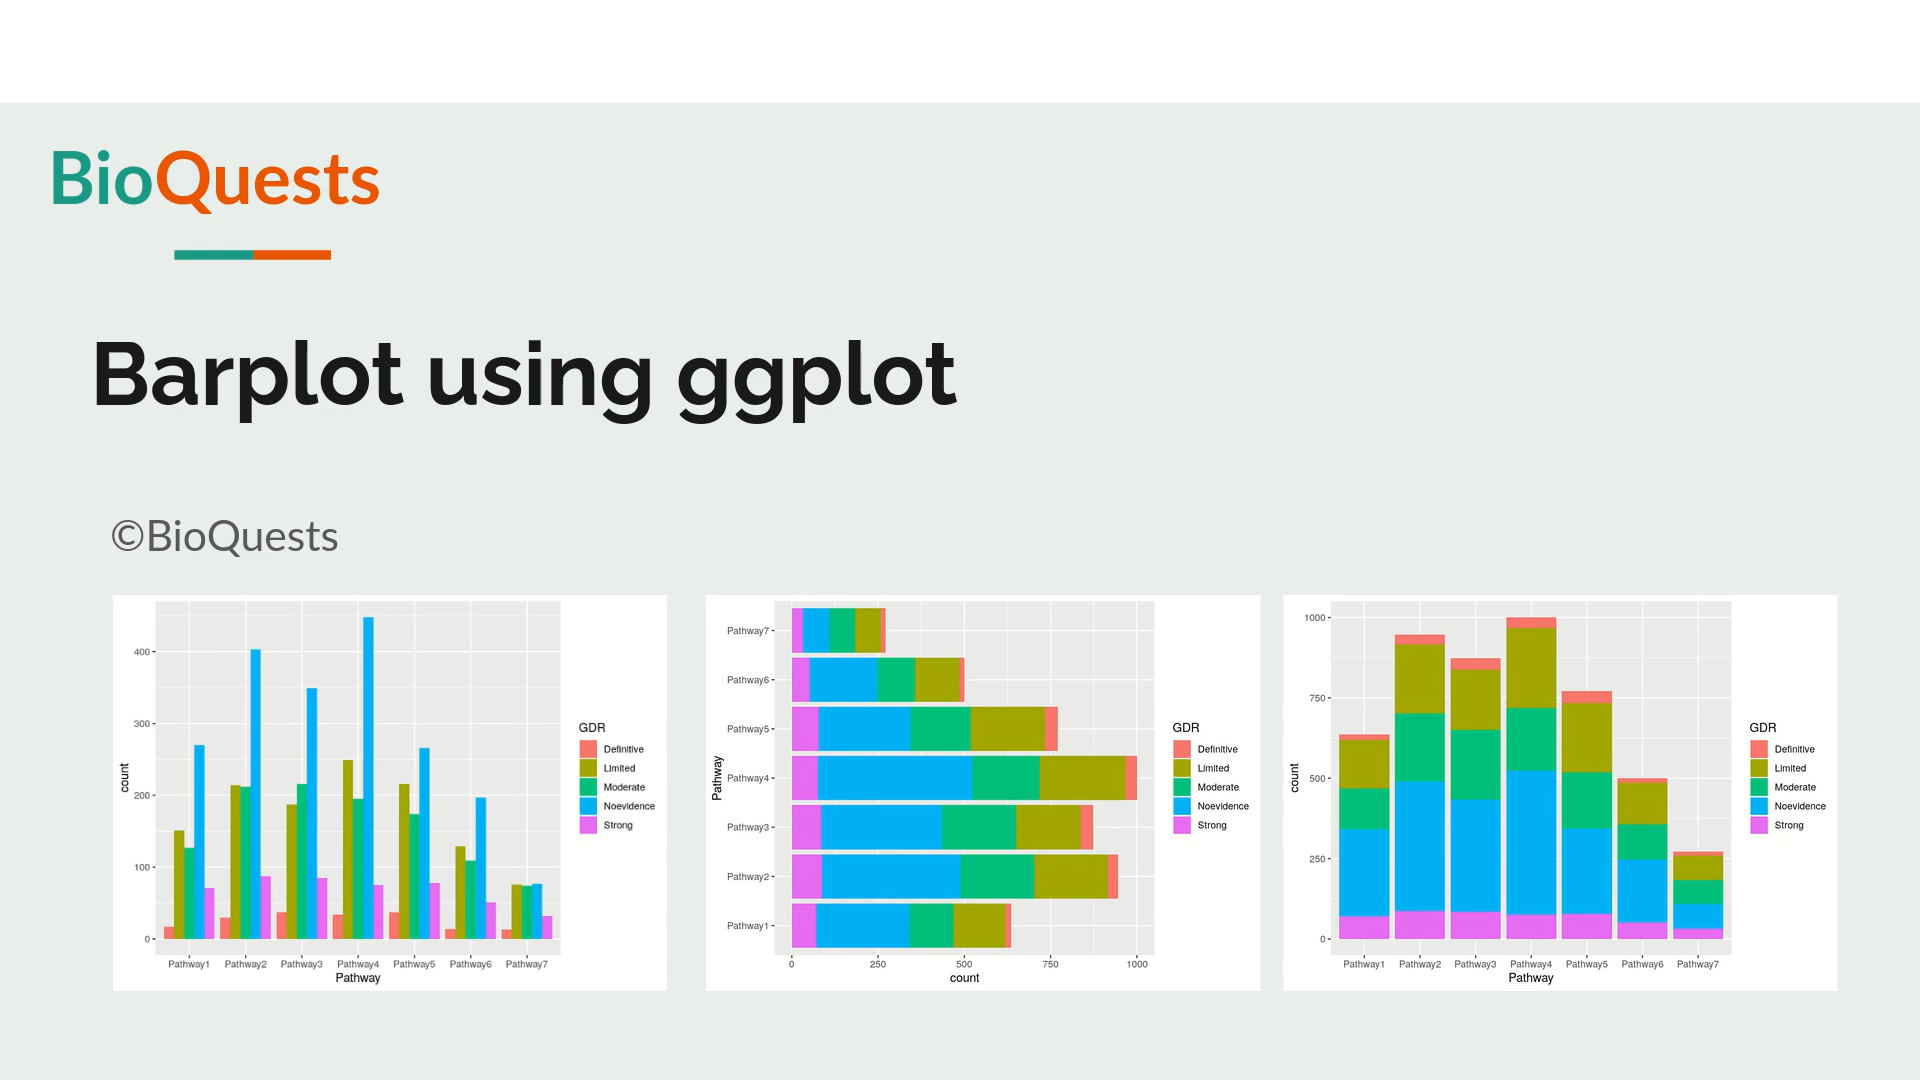 BioQuests
Barplot using ggplot
©BioQuests
400
300
200
100
0
count
Pathway1 Pathway2 Pathway3 Pathway4 Pathway5 Pathway6 Pathway7
Pathway
GDR
Definitive
Limited
Moderate
Noevidence
Strong
Pathway7
Pathway6
Pathway5
Pathway4
Pathway3
Pathway2
Pathway1
Pathway
0 250 500 750 1000
count
GDR
Definitive
Limited
Moderate
Noevidence
Strong
1000
750
500
250
0
count
Pathway1 Pathway2 Pathway3 Pathway4 Pathway5 Pathway6 Pathway7
Pathway
GDR
Definitive
Limited
Moderate
Noevidence
Strong